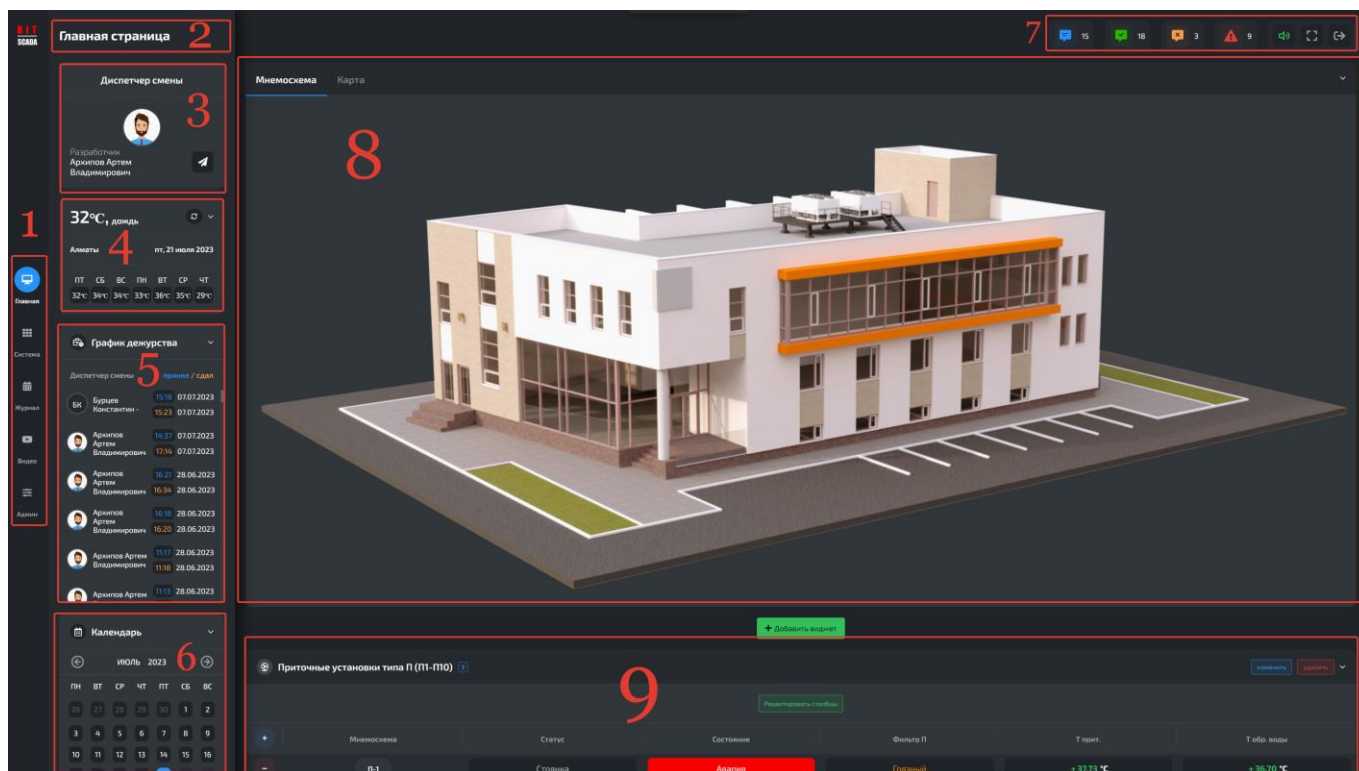 BIT
SCADA
Главная страница
2
7
15
18
3
9
Диспетчер смены
3
Разработчик
Архипов Артем
Владимирович
Мнемосхема Карта
8
1
32°C, дождь
4
Алматы пт, 21 июля 2023
ПТ СБ ВС ПН ВТ СР ЧТ
32°C 34°C 34°C 33°C 36°C 35°C 29°C
Главная
Система
Журнал
Видео
Админ
График дежурства
5
Диспетчер смены принял / сдал
БК
Бурцев
Константин -
15:18 07.07.2023
15:23 07.07.2023
Архипов
Артем
Владимирович
14:37 07.07.2023
17:14 07.07.2023
Архипов
Артем
Владимирович
16:21 28.06.2023
16:34 28.06.2023
Архипов
Артем
Владимирович
16:18 28.06.2023
16:20 28.06.2023
Архипов Артем
Владимирович
11:17 28.06.2023
11:18 28.06.2023
Архипов Артем
11:13 28.06.2023
Календарь
6
ИЮЛЬ 2023
ПН ВТ СР ЧТ ПТ СБ ВС
26 27 28 29 30 1 2
3 4 5 6 7 8 9
10 11 12 13 14 15 16
+ Добавить виджет
Приточные установки типа П (П1-П10) 3
изменить удалить
9
Редактировать столбцы
+ Мнемосхема Статус Состояние Фильтр П Т прит. Т обр. воды
- П-1 Стоянка Авария Грязный + 37.73 °C + 36.70 °C